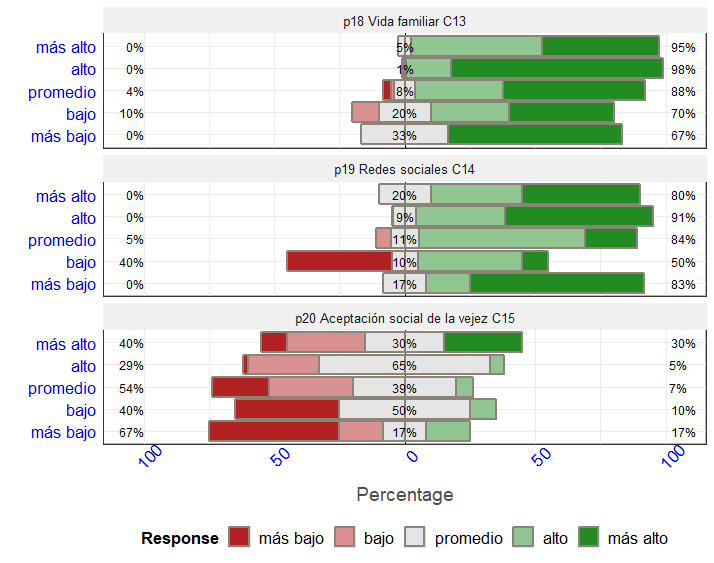 p18 Vida familiar C13
más alto 0% 5% 95%
alto 0% 1% 98%
promedio 4% 8% 88%
bajo 10% 20% 70%
más bajo 0% 33% 67%
p19 Redes sociales C14
más alto 0% 20% 80%
alto 0% 9% 91%
promedio 5% 11% 84%
bajo 40% 10% 50%
más bajo 0% 17% 83%
p20 Aceptación social de la vejez C15
más alto 40% 30% 30%
alto 29% 65% 5%
promedio 54% 39% 7%
bajo 40% 50% 10%
más bajo 67% 17% 17%
100 50 0 50 100
Percentage
Response más bajo bajo promedio alto más alto